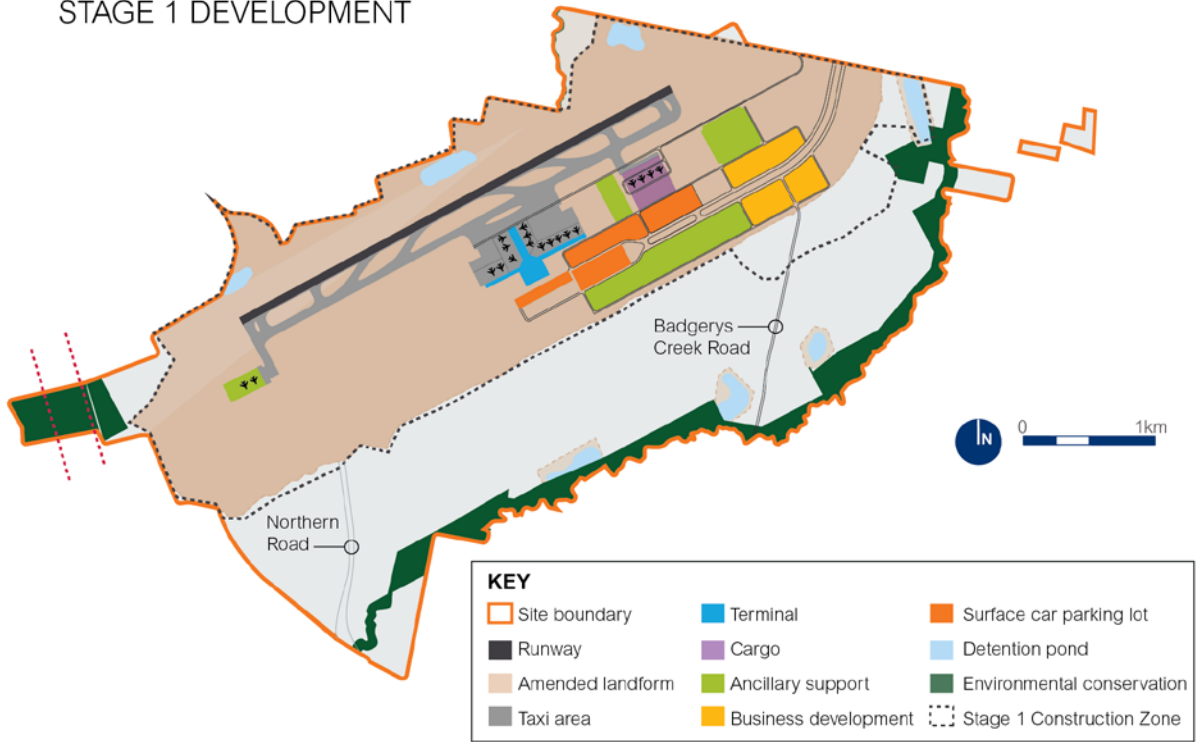 STAGE 1 DEVELOPMENT
Badgerys
Creek Road
Northern
Road
N
0 1km
KEY
Site boundary
Runway
Amended landform
Taxi area
Terminal
Cargo
Ancillary support
Business development
Surface car parking lot
Detention pond
Environmental conservation
Stage 1 Construction Zone